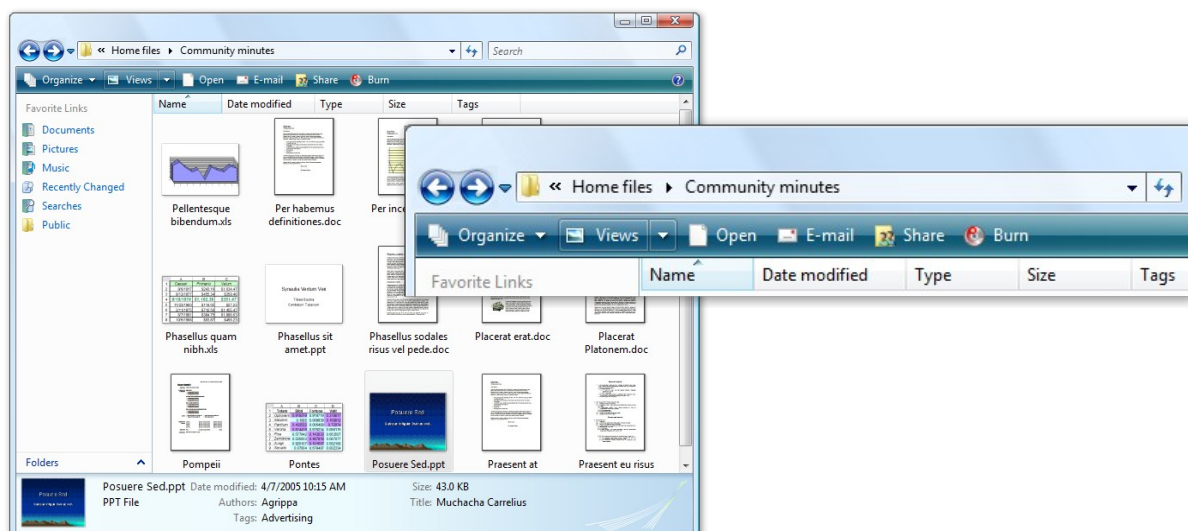 « Home files ▸ Community minutes
Search
Organize
Views
Open
E-mail
Share
Burn
Favorite Links
Documents
Pictures
Music
Recently Changed
Searches
Public
Folders
Name
Date modified
Type
Size
Tags
Pellentesque
bibendum.xls
Per habemus
definitiones.doc
Per ince
Phasellus quam
nibh.xls
Phasellus sit
amet.ppt
Phasellus sodales
risus vel pede.doc
Placerat erat.doc
Placerat
Platonem.doc
Pompeii
Pontes
Posuere Sed
Posuere Sed.ppt
Praesent at
Praesent eu risus
Posuere Sed.ppt
PPT File
Date modified: 4/7/2005 10:15 AM
Authors: Agrippa
Tags: Advertising
Size: 43.0 KB
Title: Muchacha Carrelius
« Home files ▸ Community minutes
Organize
Views
Open
E-mail
Share
Burn
Favorite Links
Name
Date modified
Type
Size
Tags